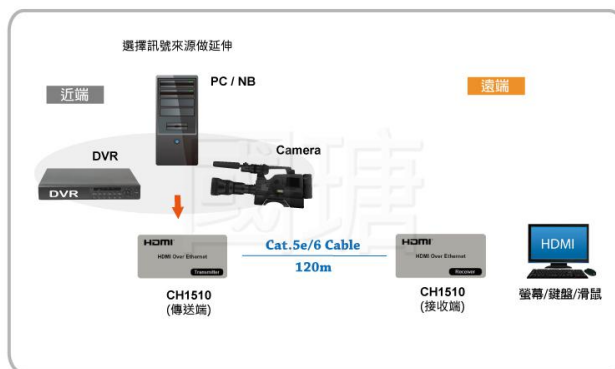 選擇訊號來源做延伸
PC / NB
近端
遠端
DVR
Camera
DVR
國瑭
HDMI
HDMI Over Ethernet
Transmitter
Cat.5e/6 Cable
120m
HDMI
HDMI Over Ethernet
Receiver
HDMI
CH1510
(傳送端)
CH1510
(接收端)
螢幕/鍵盤/滑鼠